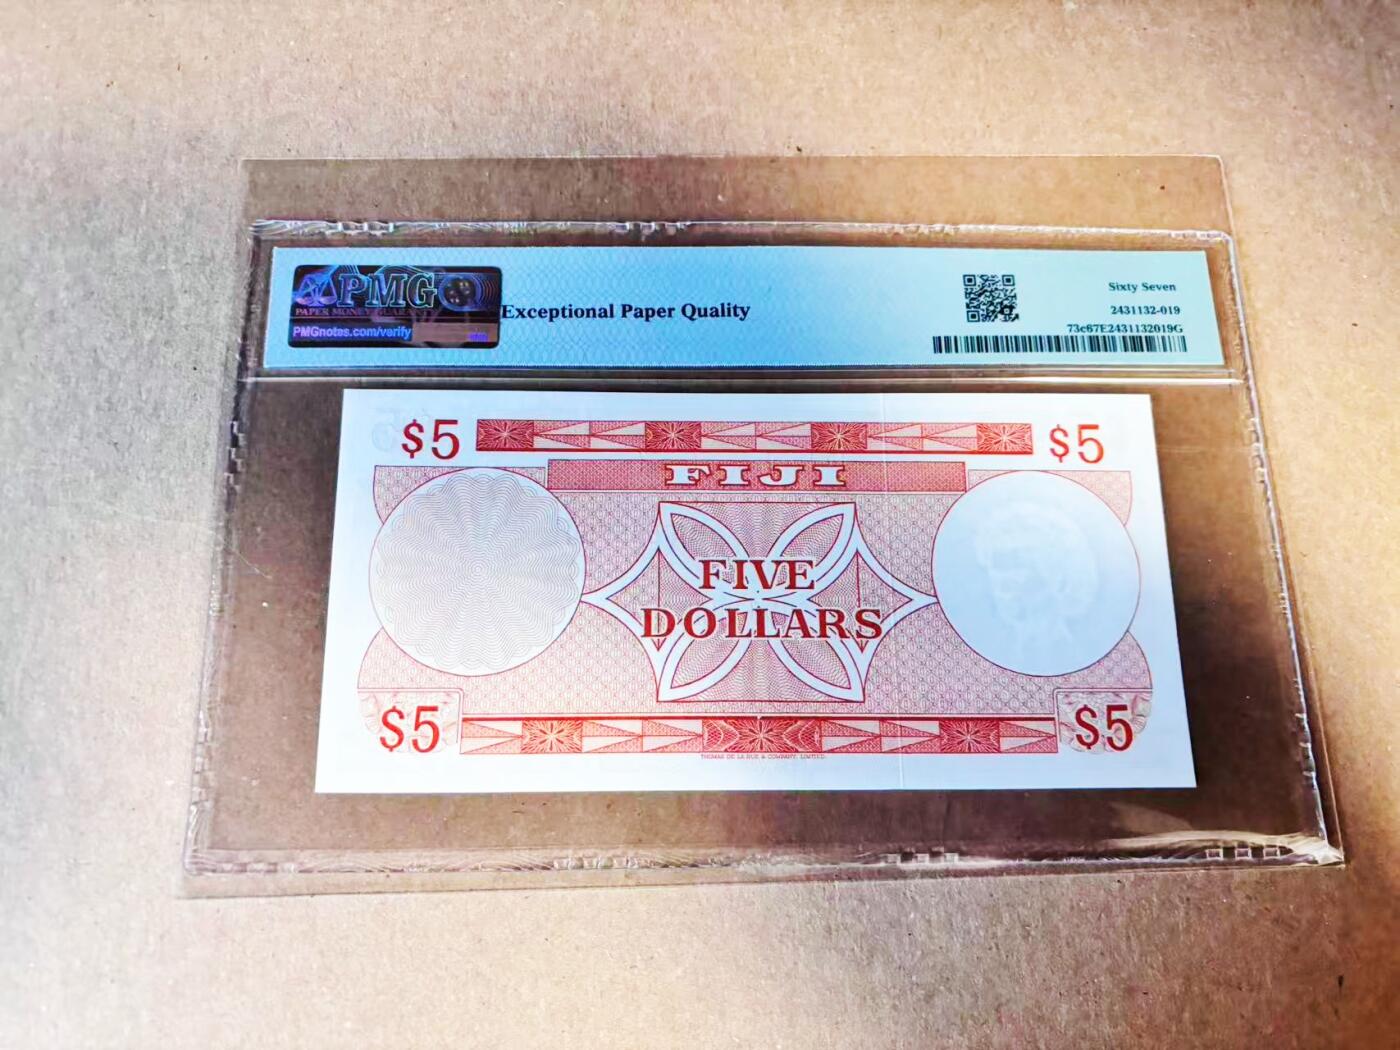 PMG
PAPER MONEY GUARANTY
PMGnotes.com/verify
Exceptional Paper Quality
Sixty Seven
2431132-019
73c67E2431132019G
$5 $5
FIJI
FIVE
DOLLARS
$5 $5
THOMAS DE LA RUE & COMPANY, LIMITED.